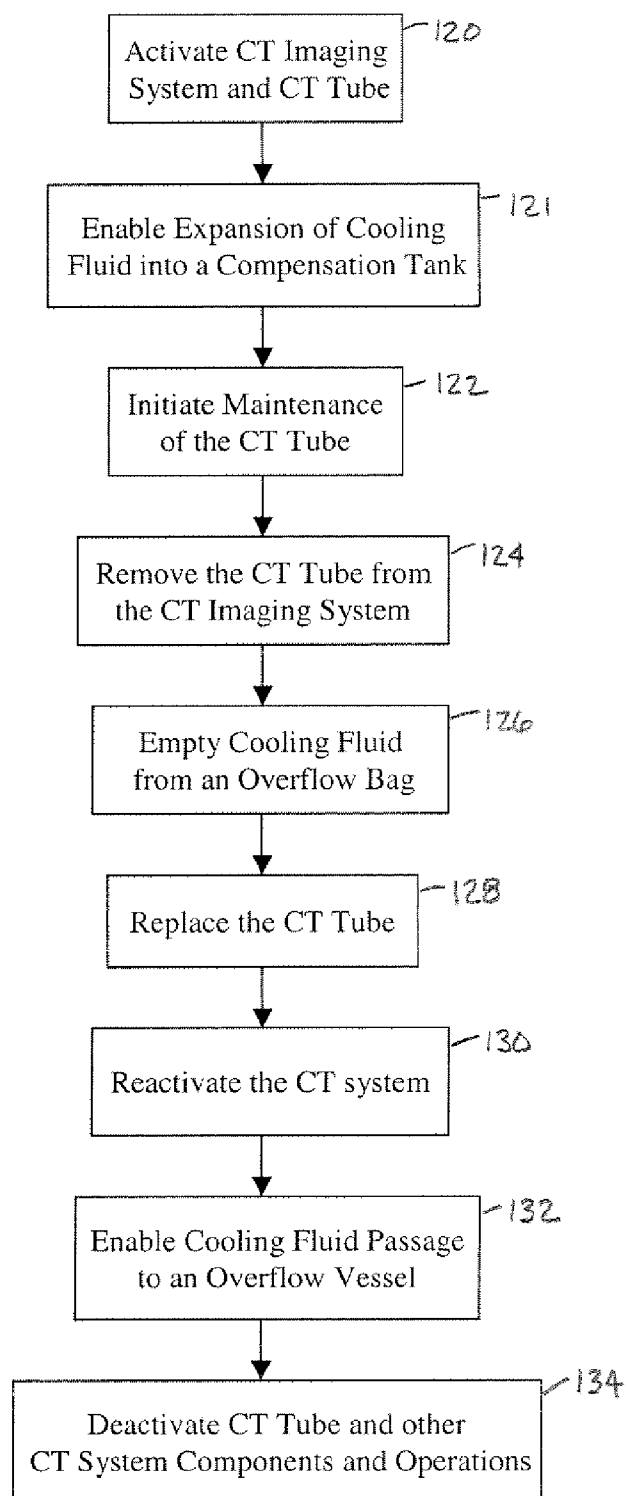 120
Activate CT Imaging
System and CT Tube
121
Enable Expansion of Cooling
Fluid into a Compensation Tank
122
Initiate Maintenance
of the CT Tube
124
Remove the CT Tube from
the CT Imaging System
126
Empty Cooling Fluid
from an Overflow Bag
128
Replace the CT Tube
130
Reactivate the CT system
132
Enable Cooling Fluid Passage
to an Overflow Vessel
134
Deactivate CT Tube and other
CT System Components and Operations